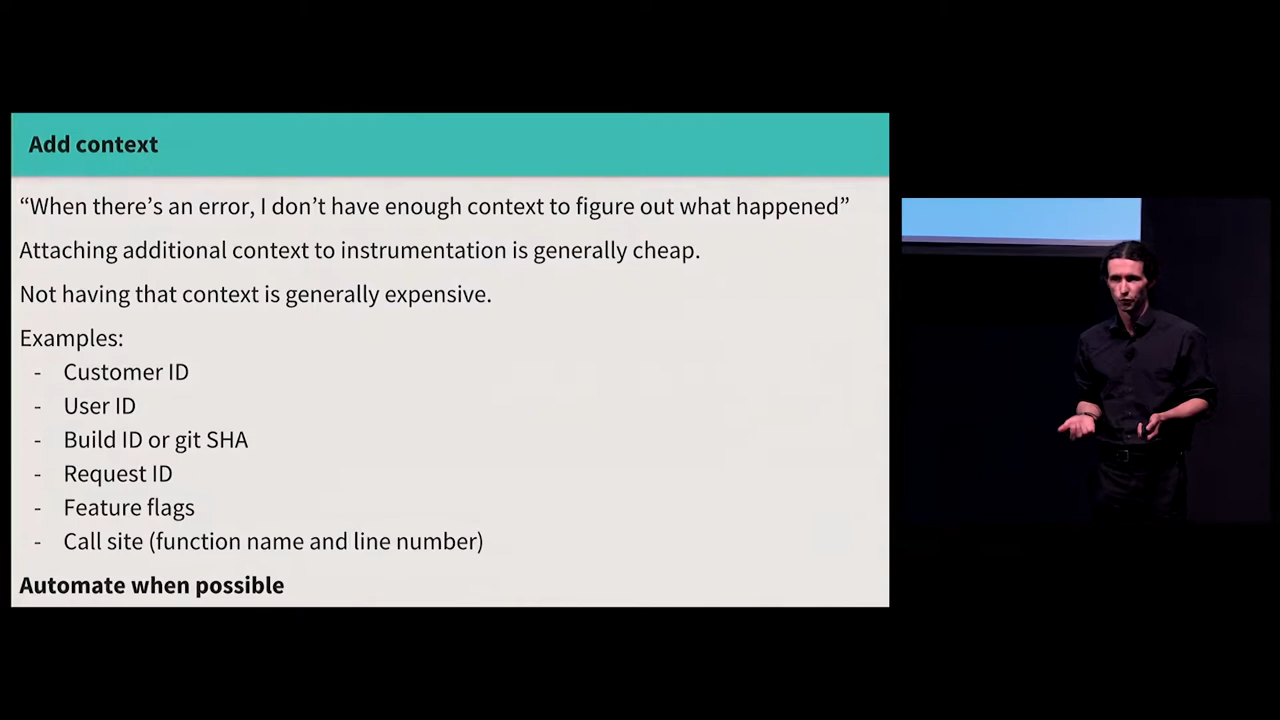 Add context
“When there’s an error, I don’t have enough context to figure out what happened”
Attaching additional context to instrumentation is generally cheap.
Not having that context is generally expensive.
Examples:
- Customer ID
- User ID
- Build ID or git SHA
- Request ID
- Feature flags
- Call site (function name and line number)
Automate when possible